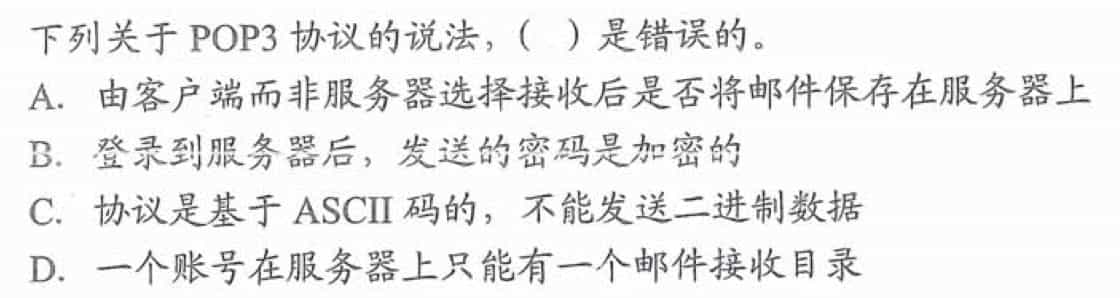 下列关于 POP3 协议的说法，（ ）是错误的。
A. 由客户端而非服务器选择接收后是否将邮件保存在服务器上
B. 登录到服务器后，发送的密码是加密的
C. 协议是基于 ASCII 码的，不能发送二进制数据
D. 一个账号在服务器上只能有一个邮件接收目录